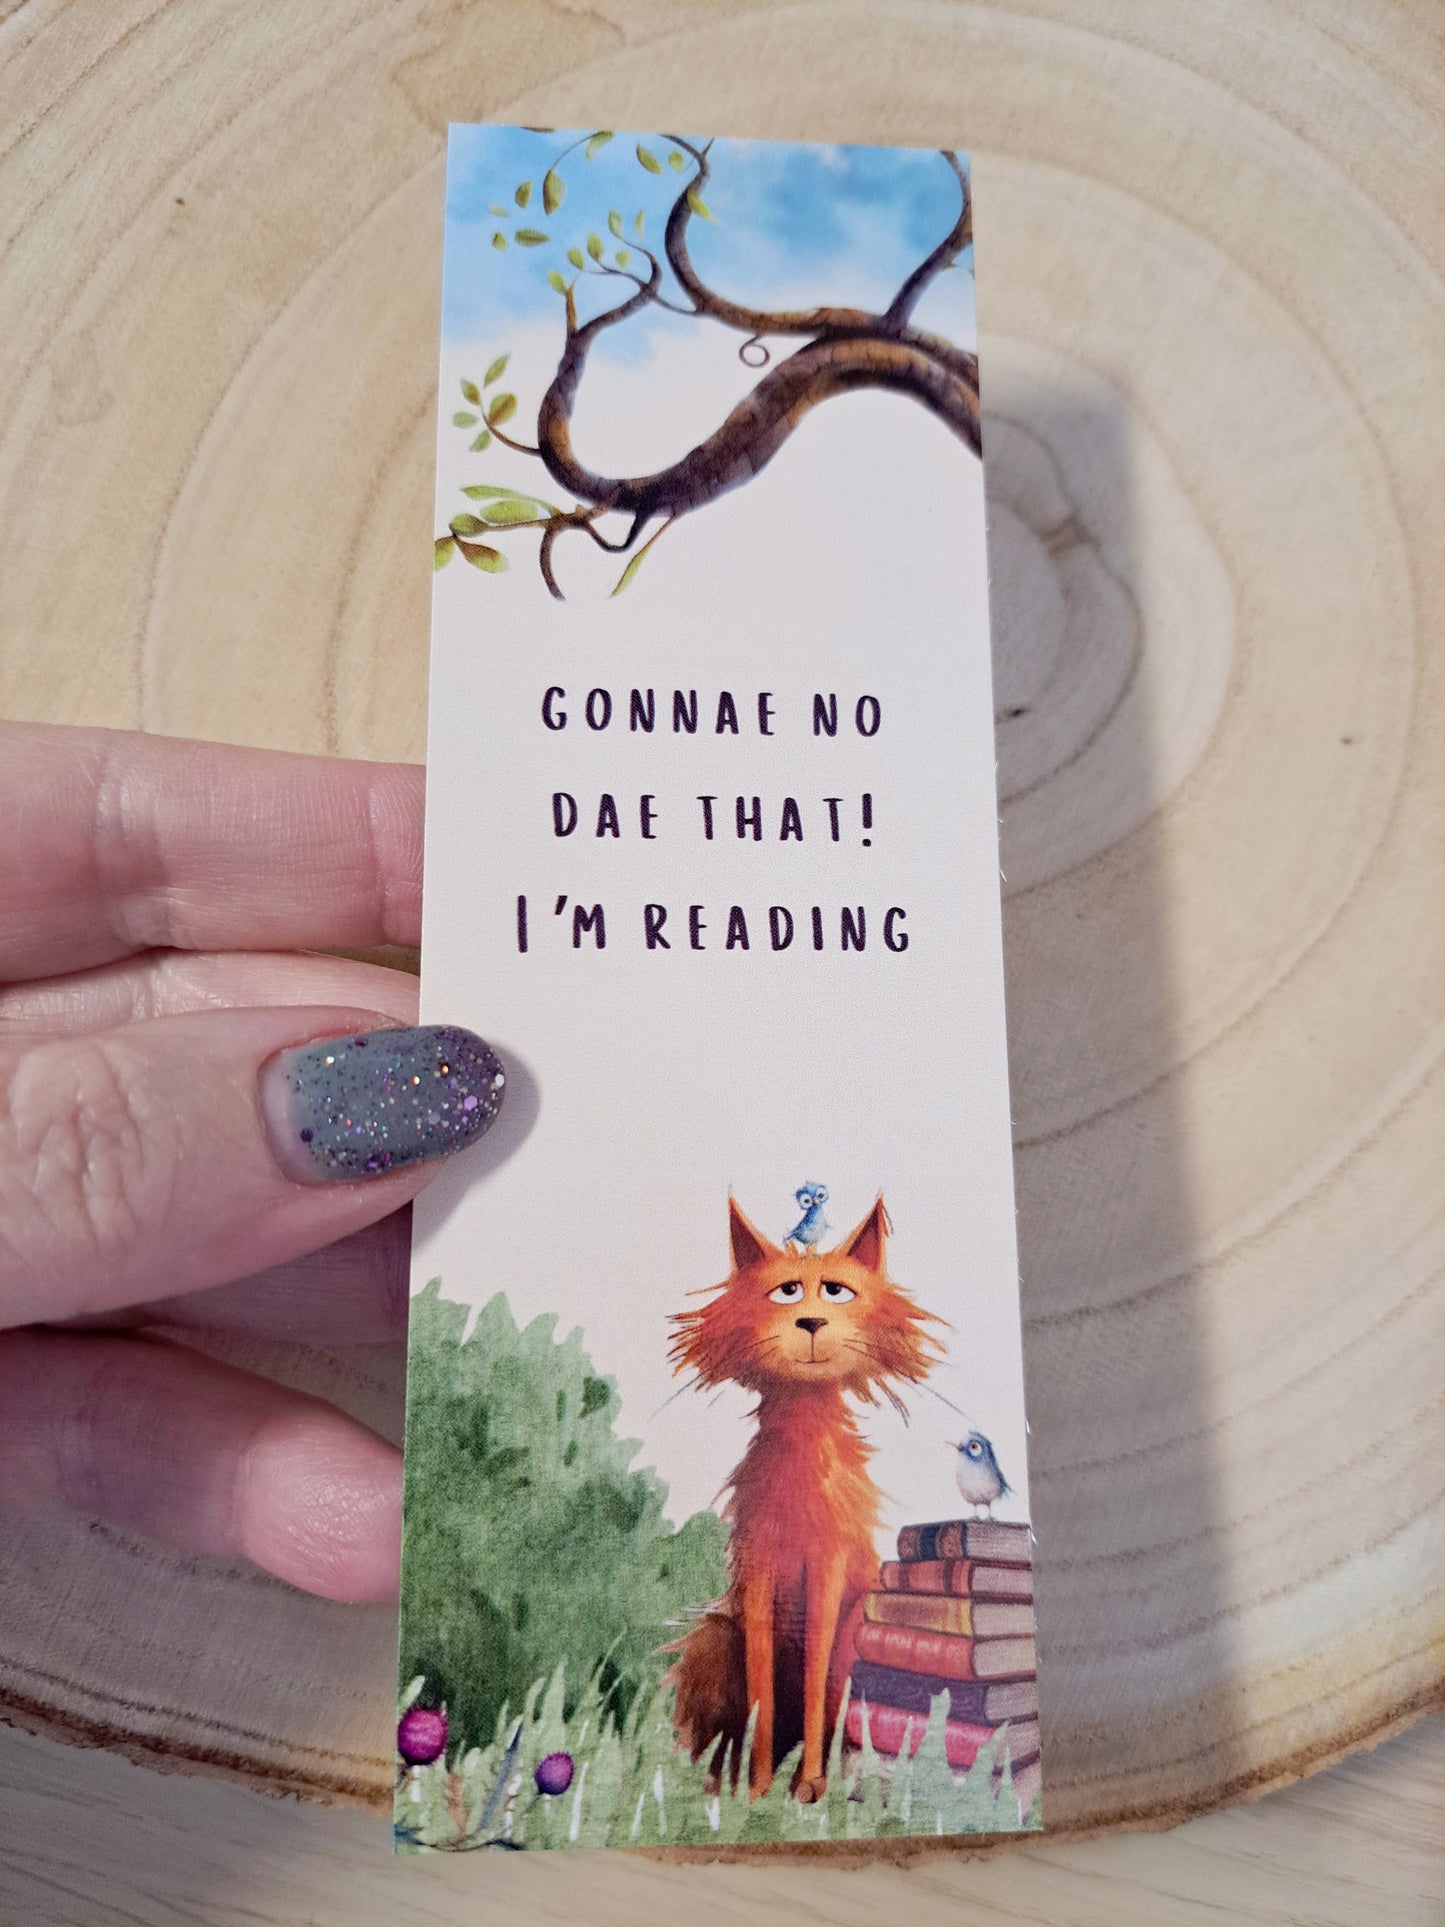 GONNAE NO
DAE THAT!
I'M READING